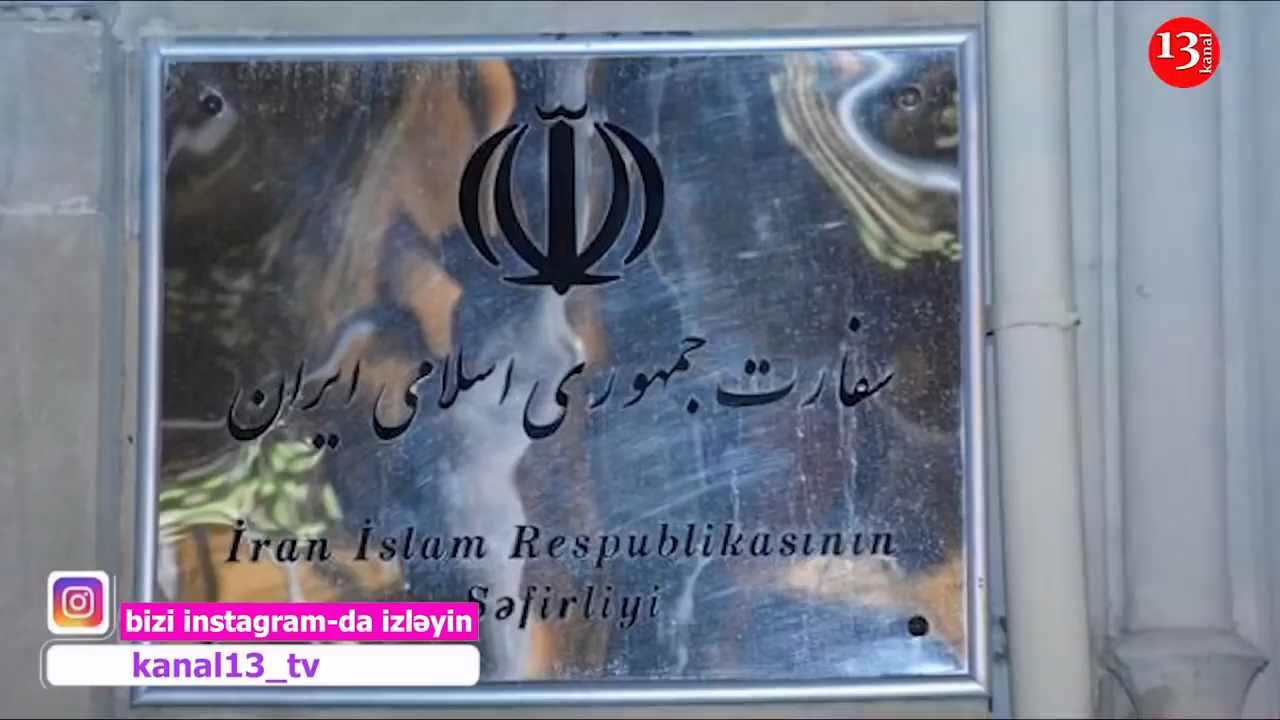 13 kanal
سفارت جمهوری اسلامی ایران
İran İslam Respublikasının
Səfirliyi
bizi instagram-da izləyin
kanal13_tv